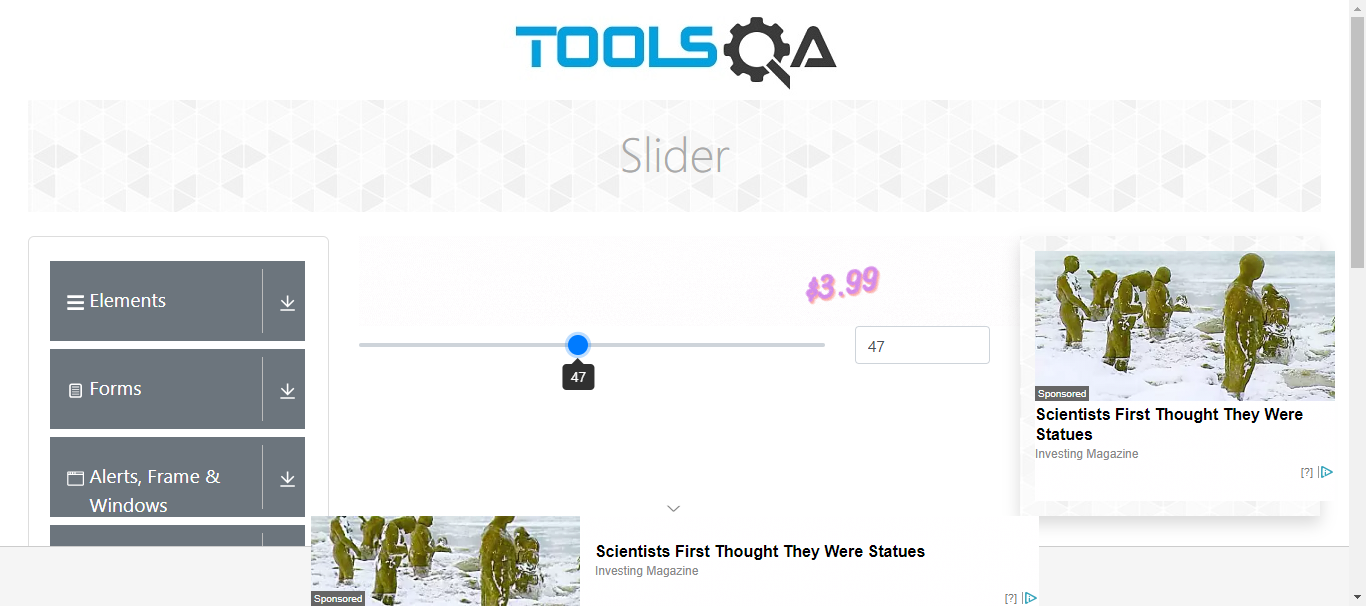 TOOLSQA
Slider
Elements
Forms
Alerts, Frame &
Windows
$3.99
47
47
Sponsored
Scientists First Thought They Were
Statues
Investing Magazine
[?]
Sponsored
Scientists First Thought They Were Statues
Investing Magazine
[?]